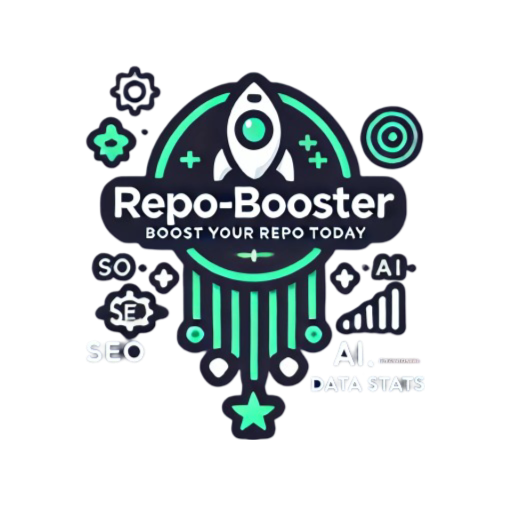 Repo-Booster
BOOST YOUR REPO TODAY
SO
AI
SE
SEO
AI.
DATA STATS